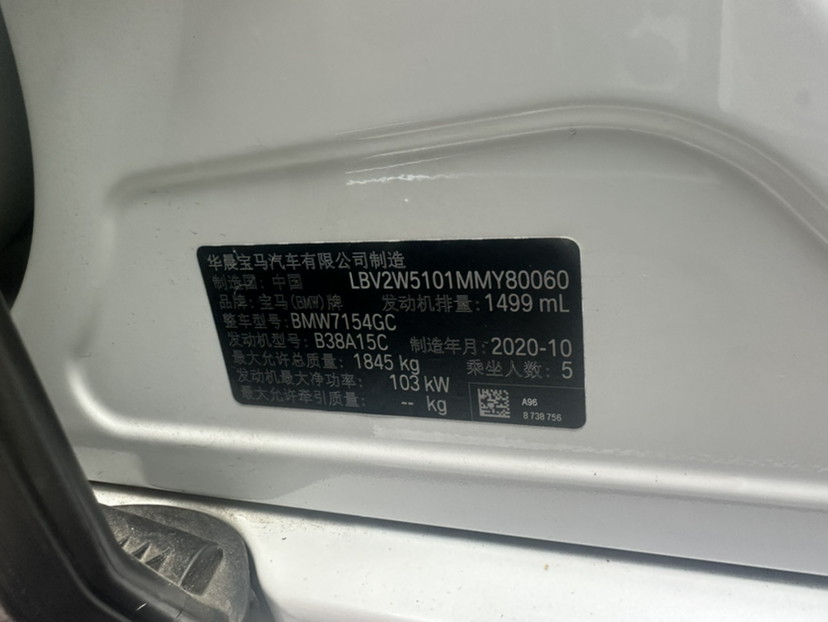 华晨宝马汽车有限公司制造
制造国: 中国 LBV2W5101MMY80060
品牌: 宝马(BMW)牌 发动机排量: 1499 mL
整车型号: BMW7154GC
发动机型号: B38A15C 制造年月: 2020-10
最大允许总质量: 1845 kg 乘坐人数: 5
发动机最大净功率: 103 kW
最大允许牵引质量: -- kg
A96
8 738 756